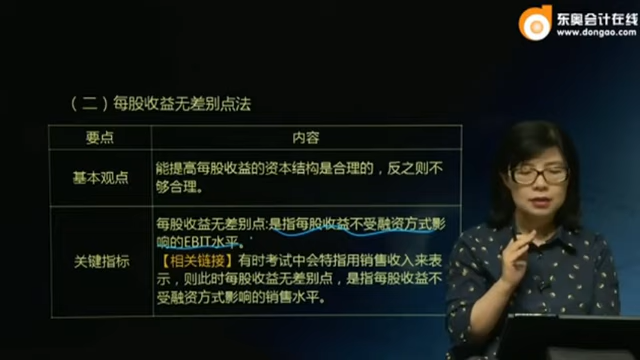 东奥会计在线
www.dongao.com
（二）每股收益无差别点法
要点
内容
基本观点
能提高每股收益的资本结构是合理的，反之则不
够合理。
关键指标
每股收益无差别点:是指每股收益不受融资方式影
响的EBIT水平。
【相关链接】有时考试中会特指用销售收入来表
示，则此时每股收益无差别点，是指每股收益不
受融资方式影响的销售水平。